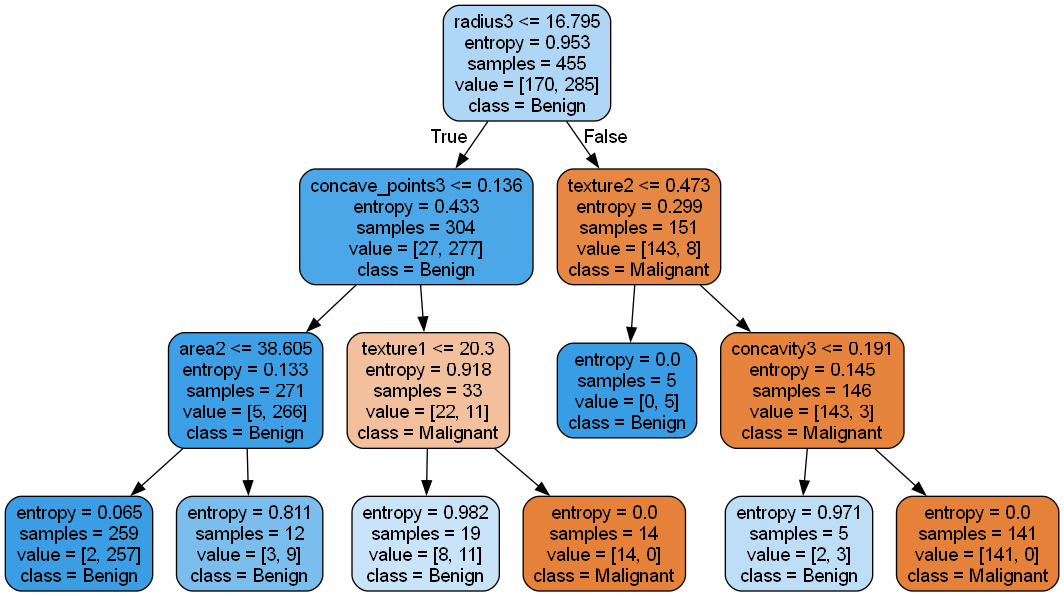 radius3 <= 16.795
entropy = 0.953
samples = 455
value = [170, 285]
class = Benign
True
False
concave_points3 <= 0.136
entropy = 0.433
samples = 304
value = [27, 277]
class = Benign
texture2 <= 0.473
entropy = 0.299
samples = 151
value = [143, 8]
class = Malignant
area2 <= 38.605
entropy = 0.133
samples = 271
value = [5, 266]
class = Benign
texture1 <= 20.3
entropy = 0.918
samples = 33
value = [22, 11]
class = Malignant
entropy = 0.0
samples = 5
value = [0, 5]
class = Benign
concavity3 <= 0.191
entropy = 0.145
samples = 146
value = [143, 3]
class = Malignant
entropy = 0.065
samples = 259
value = [2, 257]
class = Benign
entropy = 0.811
samples = 12
value = [3, 9]
class = Benign
entropy = 0.982
samples = 19
value = [8, 11]
class = Benign
entropy = 0.0
samples = 14
value = [14, 0]
class = Malignant
entropy = 0.971
samples = 5
value = [2, 3]
class = Benign
entropy = 0.0
samples = 141
value = [141, 0]
class = Malignant